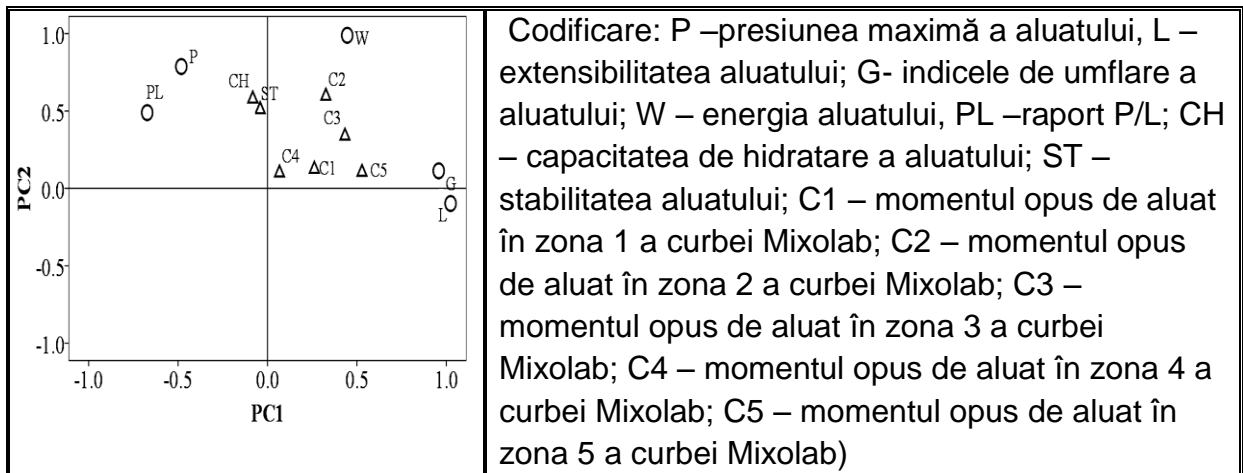 1.0
0.5
0.0
-0.5
-1.0
PC2
-1.0
-0.5
0.0
0.5
1.0
PC1
W
P
PL
CH
ST
C2
C3
C4
C1
C5
G
L
Codificare: P –presiunea maximă a aluatului, L –
extensibilitatea aluatului; G- indicele de umflare a
aluatului; W – energia aluatului, PL –raport P/L; CH
– capacitatea de hidratare a aluatului; ST –
stabilitatea aluatului; C1 – momentul opus de aluat
în zona 1 a curbei Mixolab; C2 – momentul opus
de aluat în zona 2 a curbei Mixolab; C3 –
momentul opus de aluat în zona 3 a curbei
Mixolab; C4 – momentul opus de aluat în zona 4 a
curbei Mixolab; C5 – momentul opus de aluat în
zona 5 a curbei Mixolab)